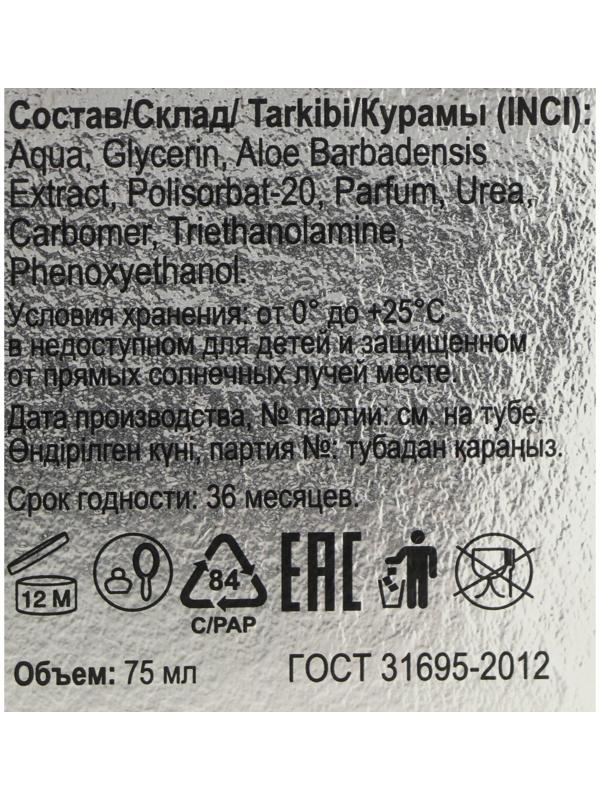 Состав/Склад/ Tarkibi/Курамы (INCI):
Aqua, Glycerin, Aloe Barbadensis
Extract, Polisorbat-20, Parfum, Urea,
Carbomer, Triethanolamine,
Phenoxyethanol.
Условия хранения: от 0° до +25°C
в недоступном для детей и защищенном
от прямых солнечных лучей месте.
Дата производства, № партии: см. на тубе.
Өндірілген күні, партия №: тубадан қараңыз.
Срок годности: 36 месяцев.
12 М
84
C/PAP
EAC
Объем: 75 мл
ГОСТ 31695-2012